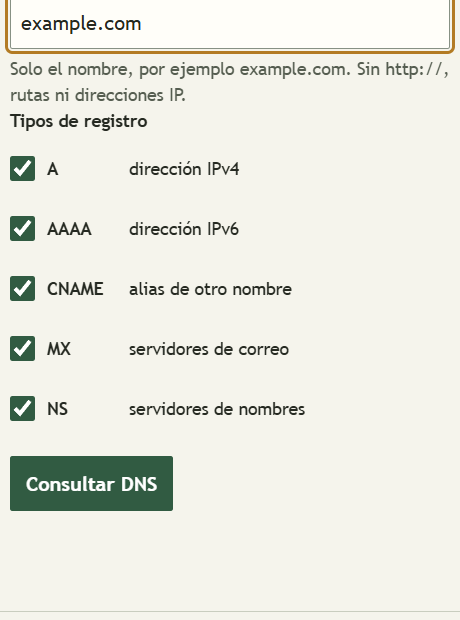 example.com
Solo el nombre, por ejemplo example.com. Sin http://,
rutas ni direcciones IP.
Tipos de registro
A dirección IPv4
AAAA dirección IPv6
CNAME alias de otro nombre
MX servidores de correo
NS servidores de nombres
Consultar DNS